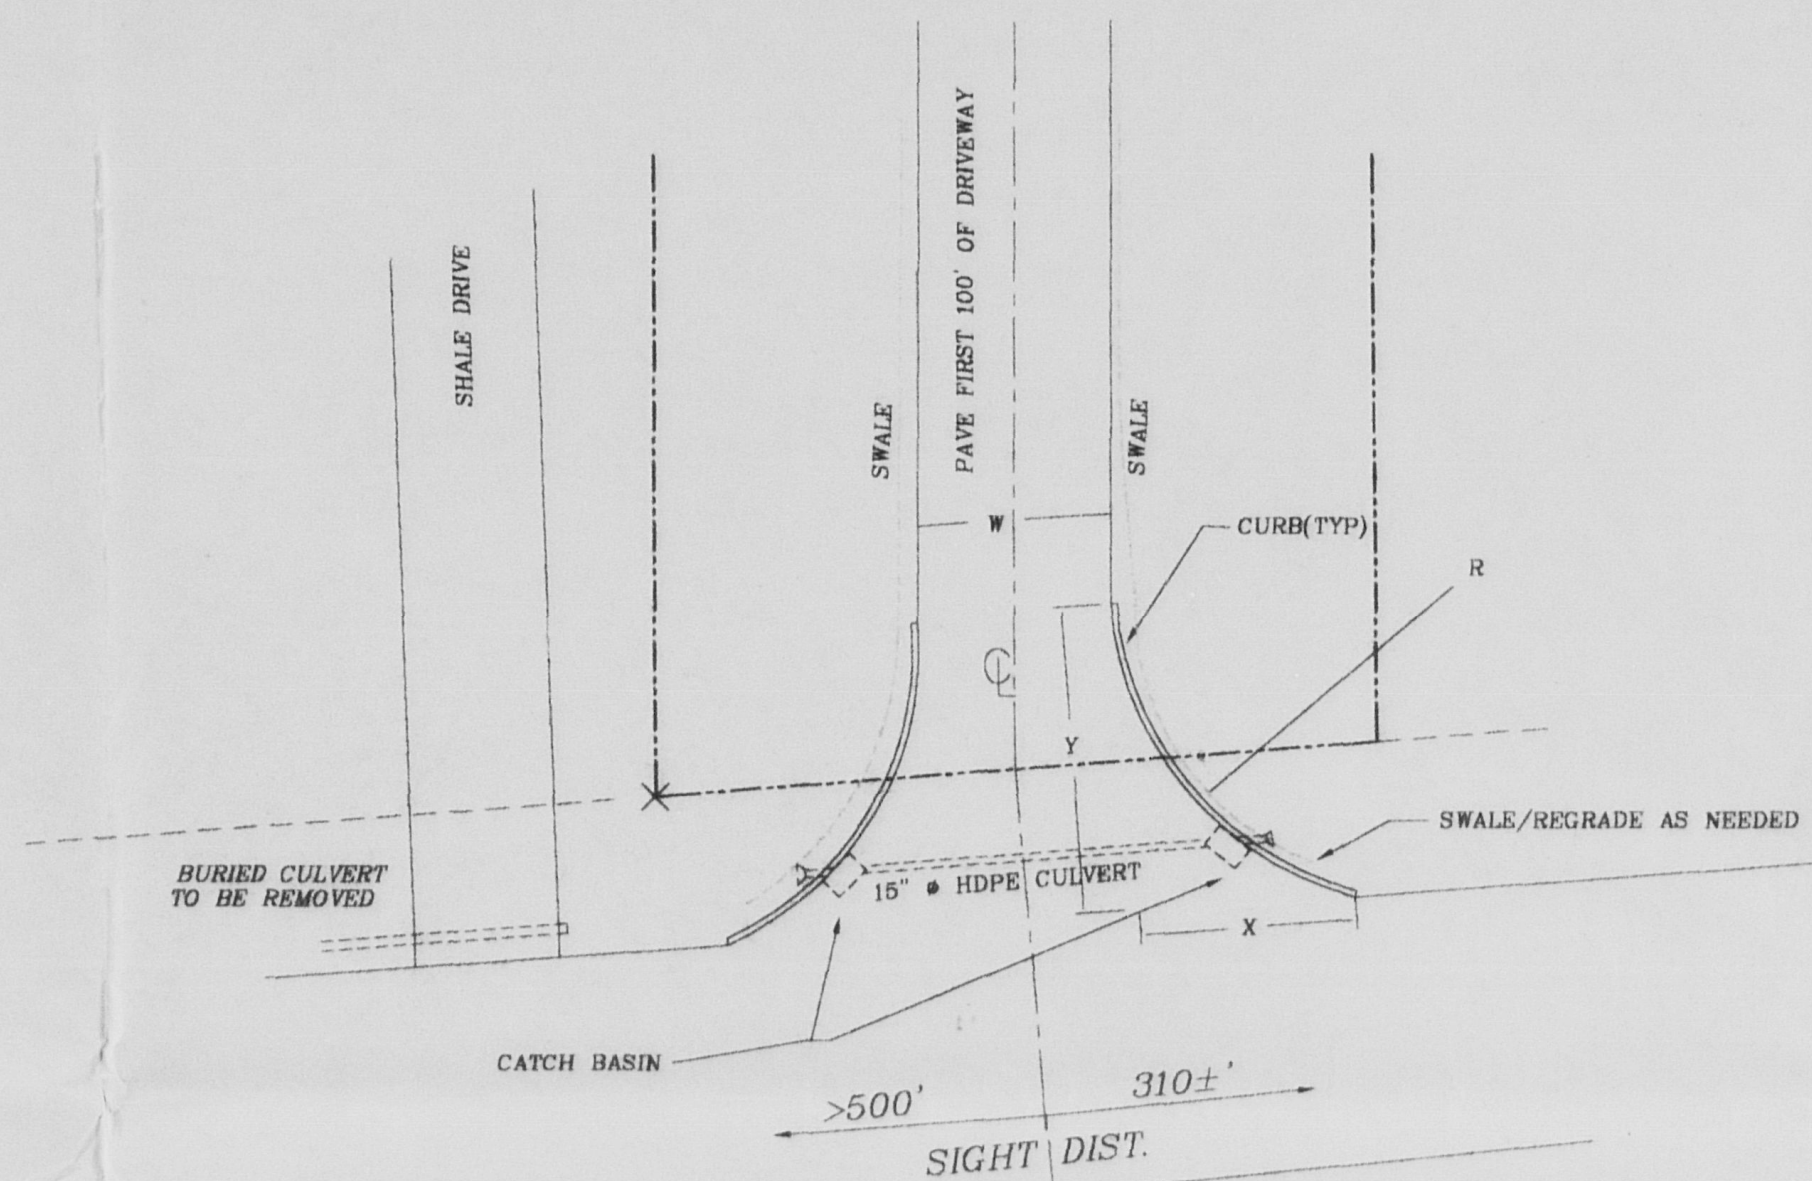 PAVE FIRST 100' OF DRIVEWAY
SHALE DRIVE
SWALE
SWALE
W
CURB(TYP)
R
℄
Y
SWALE/REGRADE AS NEEDED
BURIED CULVERT
TO BE REMOVED
15" ø HDPE CULVERT
X
CATCH BASIN
>500'
310±'
SIGHT DIST.